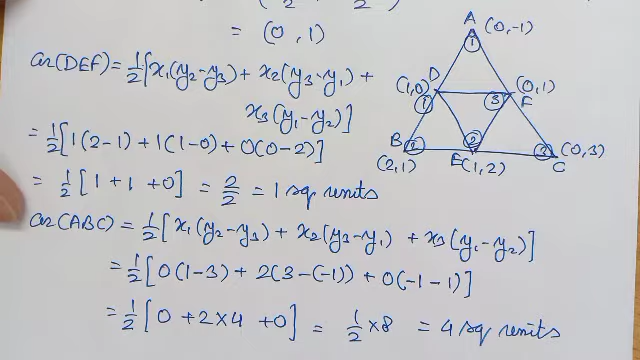 = (0, 1)
A (0,-1)
1
ar(DEF) = 1/2[x₁(y₂-y₃) + x₂(y₃-y₁) +
x₃(y₁-y₂)]
(1,0) D
(0,1)
F
1
3
= 1/2[1(2-1) + 1(1-0) + 0(0-2)]
B
2
2
3
(0,3)
(2,1)
E(1,2)
C
= 1/2[1+1+0] = 2/2 = 1 sq units
ar(ABC) = 1/2[x₁(y₂-y₃) + x₂(y₃-y₁) + x₃(y₁-y₂)]
= 1/2[0(1-3) + 2(3-(-1)) + 0(-1-1)]
= 1/2[0 + 2×4 + 0] = 1/2 × 8 = 4 sq units